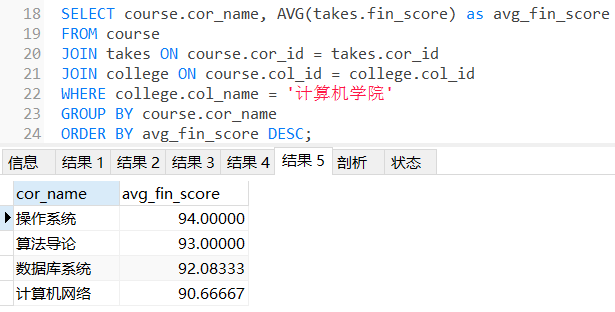 18 SELECT course.cor_name, AVG(takes.fin_score) as avg_fin_score
19 FROM course
20 JOIN takes ON course.cor_id = takes.cor_id
21 JOIN college ON course.col_id = college.col_id
22 WHERE college.col_name = '计算机学院'
23 GROUP BY course.cor_name
24 ORDER BY avg_fin_score DESC;
信息 结果 1 结果 2 结果 3 结果 4 结果 5 剖析 状态
cor_name avg_fin_score
操作系统 94.00000
算法导论 93.00000
数据库系统 92.08333
计算机网络 90.66667